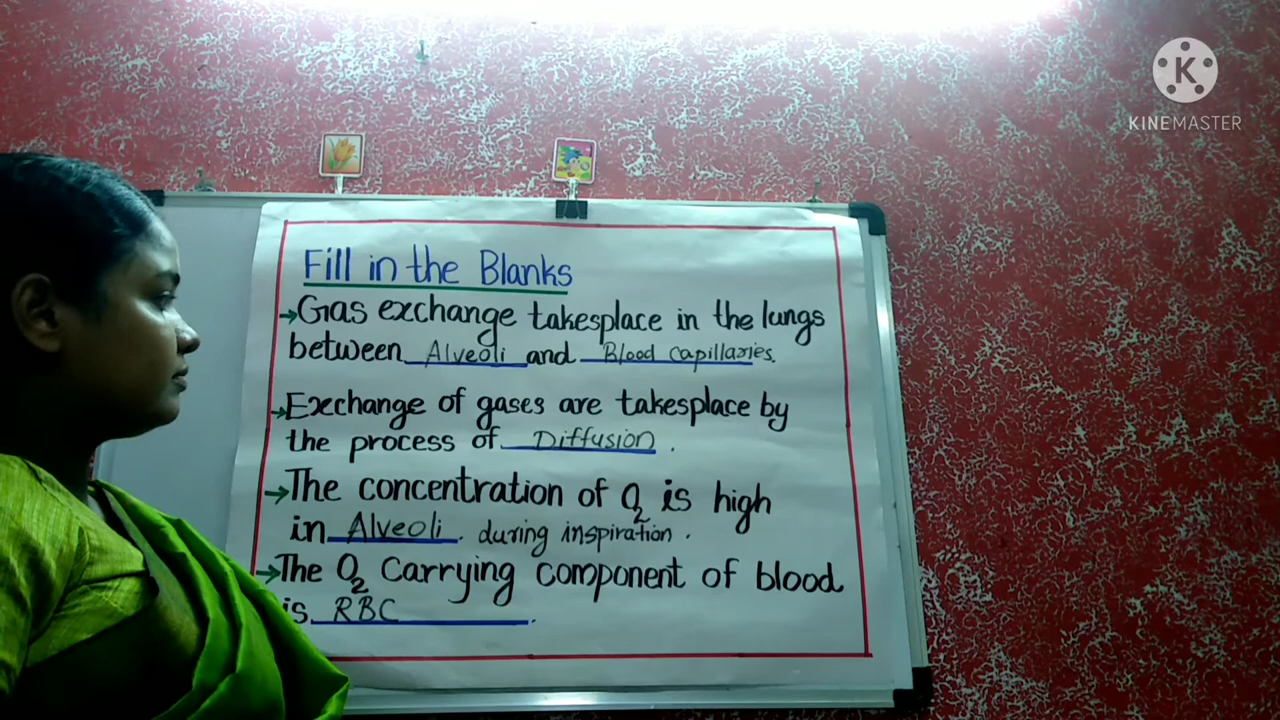 K
KINEMASTER
Fill in the Blanks
→Gas exchange takesplace in the lungs
between Alveoli and Blood capillaries.
→Exchange of gases are takesplace by
the process of Diffusion .
→The concentration of O2 is high
in Alveoli. during inspiration.
→The O2 Carrying component of blood
is RBC .